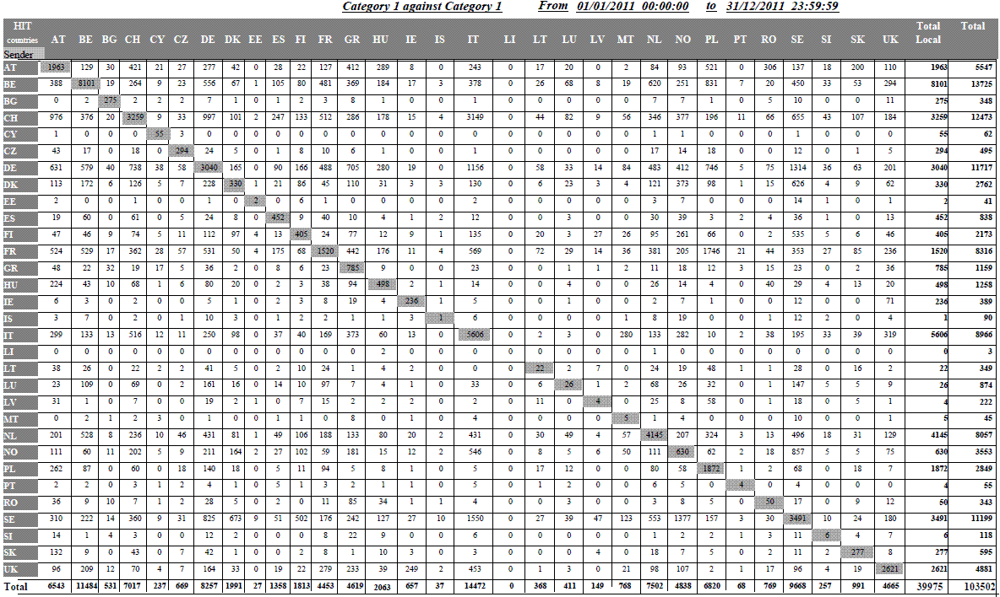 Category 1 against Category 1 From 01/01/2011 00:00:00 to 31/12/2011 23:59:59
HIT countries AT BE BG CH CY CZ DE DK EE ES FI FR GR HU IE IS IT LI LT LU LV MT NL NO PL PT RO SE SI SK UK Total Local Total
Sender
AT 1963 129 30 421 21 27 277 42 0 28 22 127 412 289 8 0 243 0 17 20 0 2 84 93 521 0 306 137 18 200 110 1963 5547
BE 388 8101 19 264 9 23 556 67 1 105 80 481 369 184 17 3 378 0 26 68 8 19 620 251 831 7 20 450 33 53 294 8101 13725
BG 0 2 275 2 2 2 7 1 0 1 2 3 8 1 0 0 1 0 0 0 0 0 7 7 1 0 5 10 0 0 11 275 348
CH 976 376 20 3259 9 33 997 101 2 247 133 512 286 178 15 4 3149 0 44 82 9 56 346 377 196 11 66 655 43 107 184 3259 12473
CY 1 0 0 0 55 3 0 0 0 0 0 0 0 0 0 0 0 0 0 0 0 0 1 1 0 0 0 1 0 0 0 55 62
CZ 43 17 0 18 0 294 24 5 0 1 8 10 6 1 0 0 1 0 0 0 0 0 17 14 18 0 0 12 0 1 5 294 495
DE 631 579 40 738 38 58 3040 165 0 90 166 488 705 280 19 0 1156 0 58 33 14 84 483 412 746 5 75 1314 36 63 201 3040 11717
DK 113 172 6 126 5 7 228 330 1 21 86 45 110 31 3 3 130 0 6 23 3 4 121 373 98 1 15 626 4 9 62 330 2762
EE 2 0 0 1 0 0 1 0 2 0 6 1 0 0 0 0 2 0 0 0 0 0 3 7 0 0 0 14 1 0 1 2 41
ES 19 60 0 61 0 5 24 8 0 452 9 40 10 4 1 2 12 0 0 3 0 0 30 39 3 2 4 36 1 0 13 452 838
FI 47 46 9 74 5 11 112 97 4 13 405 24 77 12 9 1 135 0 20 3 27 26 95 261 66 0 2 535 5 6 46 405 2173
FR 524 529 17 362 28 57 531 50 4 175 68 1520 442 176 11 4 569 0 72 29 14 36 381 205 1746 21 44 353 27 85 236 1520 8316
GR 48 22 32 19 17 5 36 2 0 8 6 23 785 9 0 0 23 0 0 1 1 2 11 18 12 3 15 23 0 2 36 785 1159
HU 224 43 10 68 1 6 80 20 0 2 3 38 94 498 2 1 14 0 0 4 0 0 26 14 4 0 40 29 4 13 20 498 1258
IE 6 3 0 2 0 0 5 1 0 2 3 8 19 4 236 1 5 0 0 1 0 0 2 7 1 0 0 12 0 0 71 236 389
IS 3 7 0 2 0 1 10 3 0 1 2 2 1 1 3 1 6 0 0 0 0 1 8 19 0 0 1 12 2 0 4 1 90
IT 299 133 13 516 12 11 250 98 0 37 40 169 373 60 13 0 5606 0 2 3 0 280 133 282 10 2 38 195 33 39 319 5606 8966
LI 0 0 0 0 0 0 0 0 0 0 0 0 0 2 0 0 0 0 0 0 0 0 1 0 0 0 0 0 0 0 0 0 3
LT 38 26 0 22 2 2 41 5 0 2 10 24 1 4 2 0 0 0 22 2 7 0 24 19 48 1 1 28 0 16 2 22 349
LU 23 109 0 69 0 2 161 16 0 14 10 97 7 4 1 0 33 0 6 26 1 2 68 26 32 0 1 147 5 5 9 26 874
LV 31 1 0 7 0 0 19 2 1 0 7 15 2 2 2 0 2 0 11 0 4 0 25 8 58 0 1 18 0 5 1 4 222
MT 0 2 1 2 3 0 1 0 0 1 1 0 8 0 1 0 4 0 0 0 0 5 1 4 0 0 0 10 0 0 1 5 45
NL 201 528 8 236 10 46 431 81 1 49 106 188 133 80 20 2 431 0 30 49 4 57 4145 207 324 3 13 496 18 31 129 4145 8057
NO 111 60 11 202 5 9 211 164 2 27 102 59 181 15 12 2 546 0 8 5 6 50 111 630 62 2 18 857 5 5 75 630 3553
PL 262 87 0 60 0 18 140 18 0 5 11 94 5 8 1 0 5 0 17 12 0 0 80 58 1872 1 2 68 0 18 7 1872 2849
PT 2 2 0 3 1 2 4 1 0 5 1 3 2 1 1 0 5 0 1 2 0 0 6 5 0 4 0 4 0 0 0 4 55
RO 36 9 10 7 1 2 28 5 0 2 0 11 85 34 1 1 4 0 0 3 0 0 3 8 5 0 50 17 0 9 12 50 343
SE 310 222 14 360 9 31 825 673 9 51 502 176 242 127 27 10 1550 0 27 39 47 123 553 1377 157 3 30 3491 10 24 180 3491 11199
SI 14 1 4 3 0 0 12 2 0 0 0 8 22 9 0 0 6 0 0 0 0 4 1 2 2 1 3 11 6 4 7 6 118
SK 132 9 0 43 0 7 42 1 0 0 2 8 1 10 3 0 3 0 0 0 4 0 18 7 5 0 2 11 2 277 8 277 595
UK 96 209 12 70 4 7 164 33 0 19 22 279 233 39 249 2 453 0 1 3 0 21 98 107 2 1 17 96 4 19 2621 2621 4881
Total 6543 11484 531 7017 237 669 8257 1991 27 1358 1813 4453 4619 2063 657 37 14472 0 368 411 149 768 7502 4838 6820 68 769 9668 257 991 4665 39975 103502